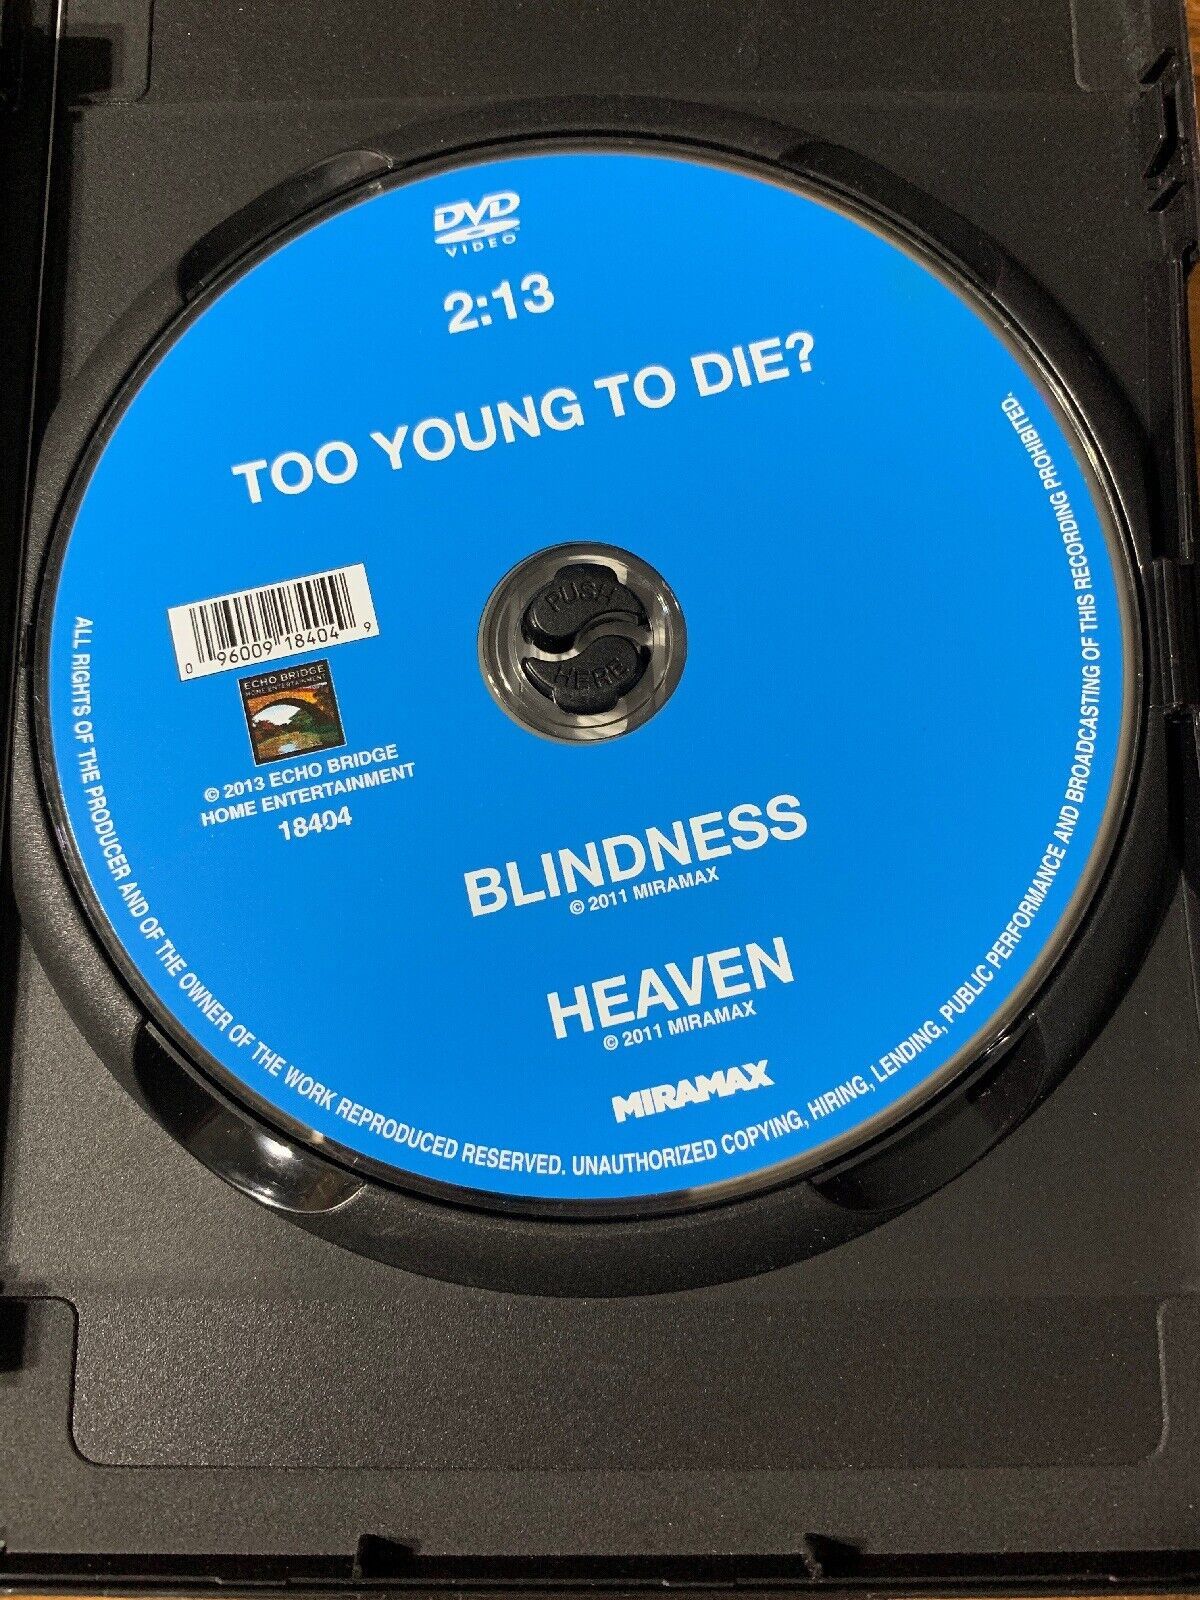 DVD
VIDEO
2:13
TOO YOUNG TO DIE?
0 96009 18404 9
ECHO BRIDGE
HOME ENTERTAINMENT
© 2013 ECHO BRIDGE
HOME ENTERTAINMENT
18404
PUSH
HERE
BLINDNESS
© 2011 MIRAMAX
HEAVEN
© 2011 MIRAMAX
MIRAMAX
ALL RIGHTS OF THE PRODUCER AND OF THE OWNER OF THE WORK REPRODUCED RESERVED. UNAUTHORIZED COPYING, HIRING, LENDING, PUBLIC PERFORMANCE AND BROADCASTING OF THIS RECORDING PROHIBITED.